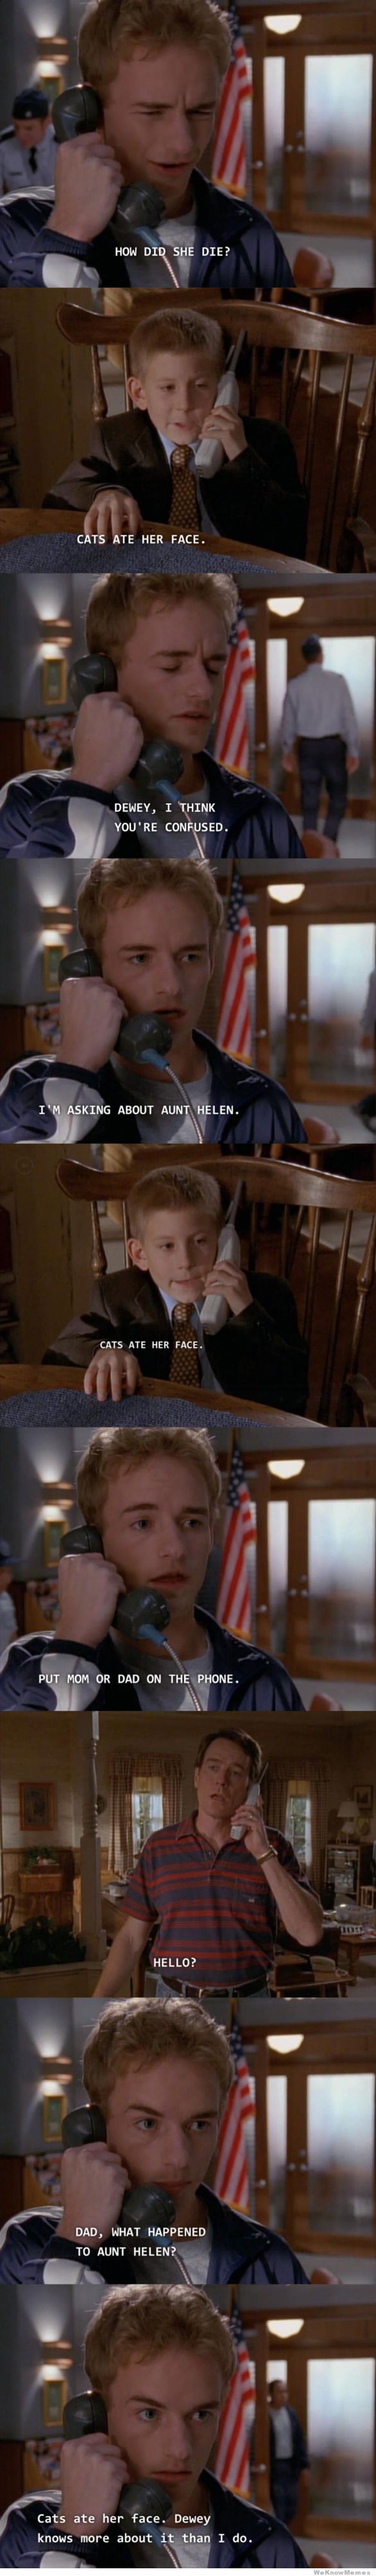 HOW DID SHE DIE?
CATS ATE HER FACE.
DEWEY, I THINK
YOU'RE CONFUSED.
I'M ASKING ABOUT AUNT HELEN.
CATS ATE HER FACE.
PUT MOM OR DAD ON THE PHONE.
HELLO?
DAD, WHAT HAPPENED
TO AUNT HELEN?
Cats ate her face. Dewey
knows more about it than I do.
WeKnowMemes